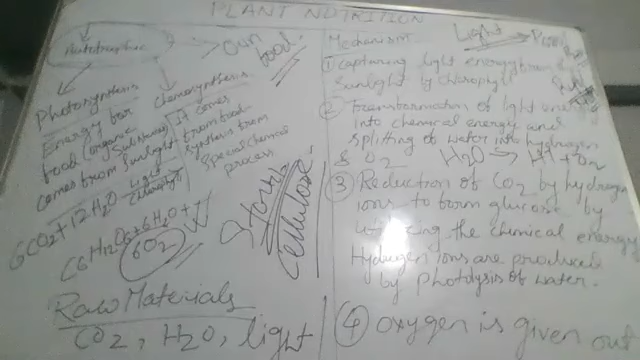 PLANT NUTRITION
Autotrophic
Own
food
Photosynthesis
Energy for
food (organic
Substance)
comes from sunlight
Light
Chlorophyll
6CO2 + 12H2O
C6H12O6 + 6H2O +
6O2
Chemosynthesis
It comes
from food
synthesis from
special chemical
process
Starch
Cellulose
Raw Materials
CO2, H2O, light
Mechanism
Light
① Capturing light energy from
Sunlight by Chlorophyll
② Transformation of light
into chemical energy and
splitting of water into hydrogen
& O2 H2O → H+ + O2
③ Reduction of CO2 by hydrogen
ions to form glucose by
utilizing the chemical energy
Hydrogen ions are produced
by photolysis of water.
④ oxygen is given out